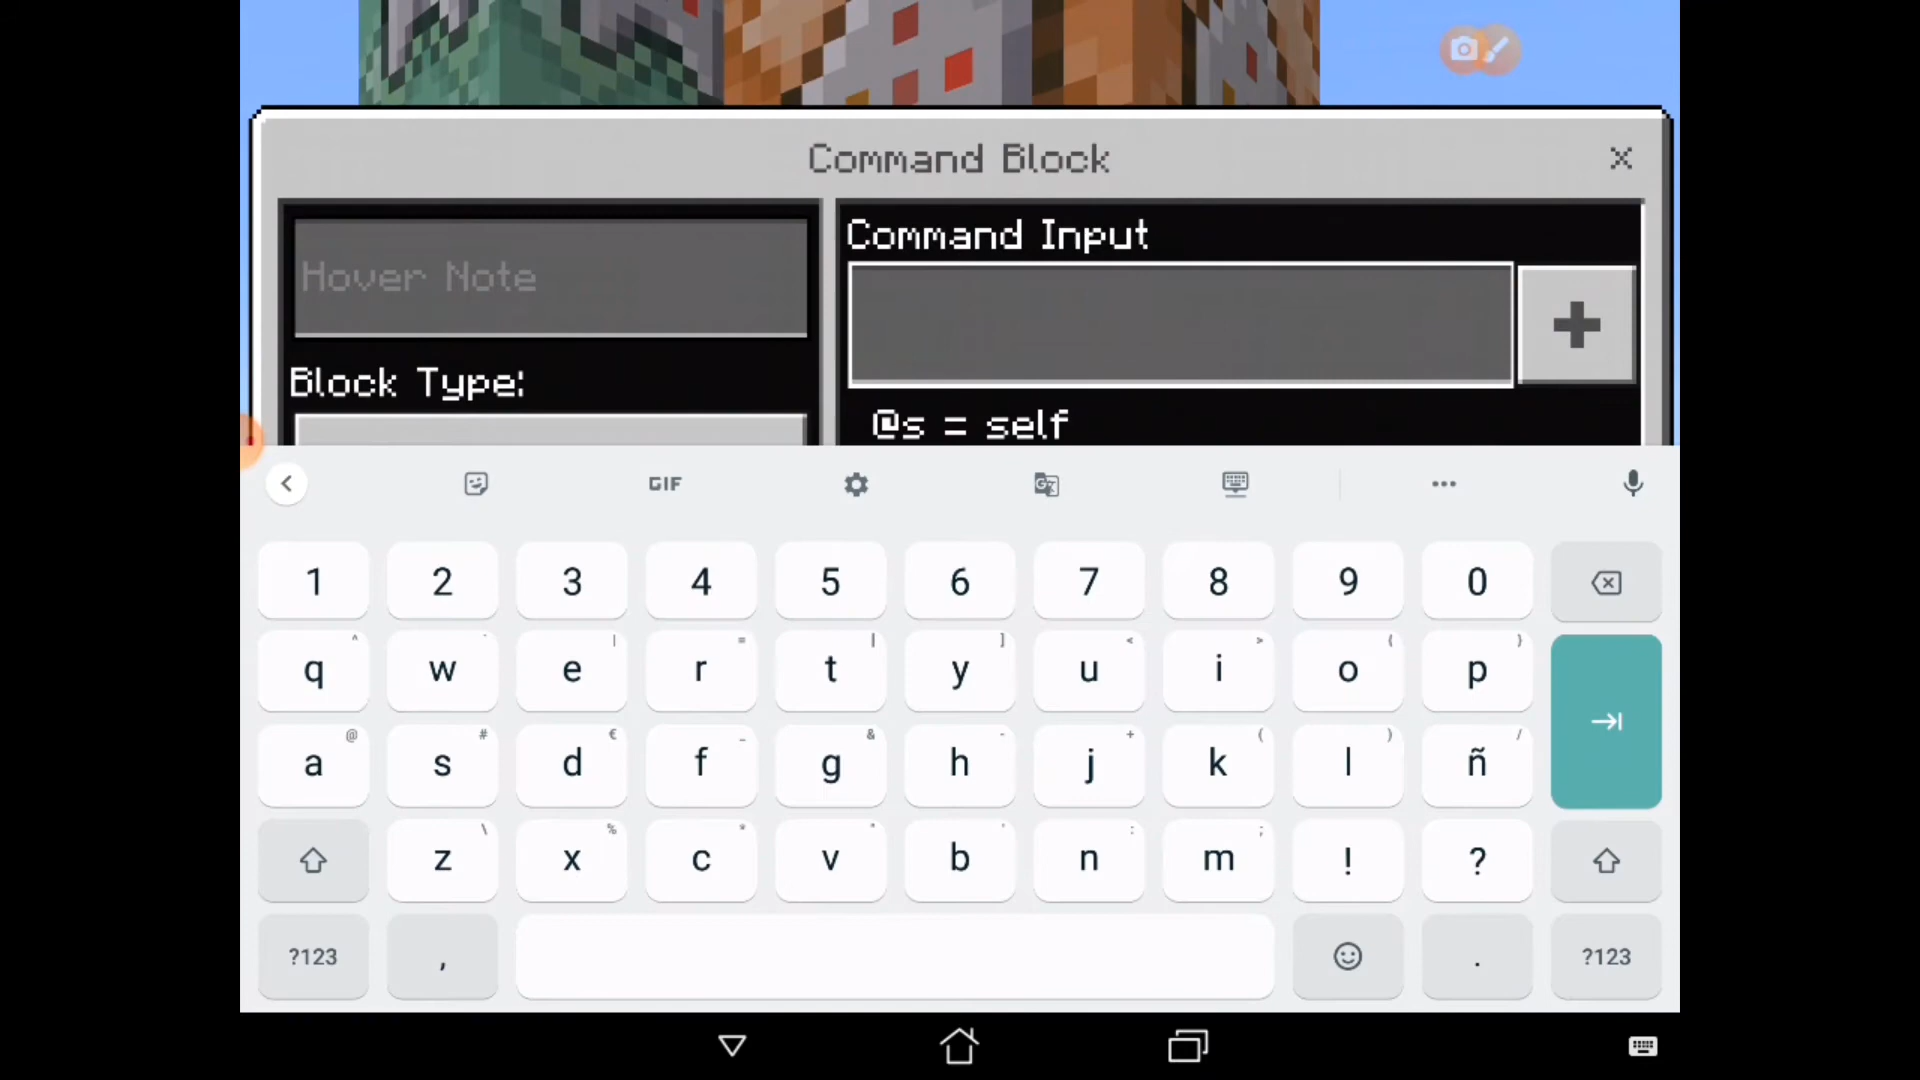 Command Block
Hover Note
Command Input
Block Type:
@s = self
GIF
1 2 3 4 5 6 7 8 9 0
q w e r t y u i o p
a s d f g h j k l ñ
z x c v b n m ! ?
?123 , . ?123